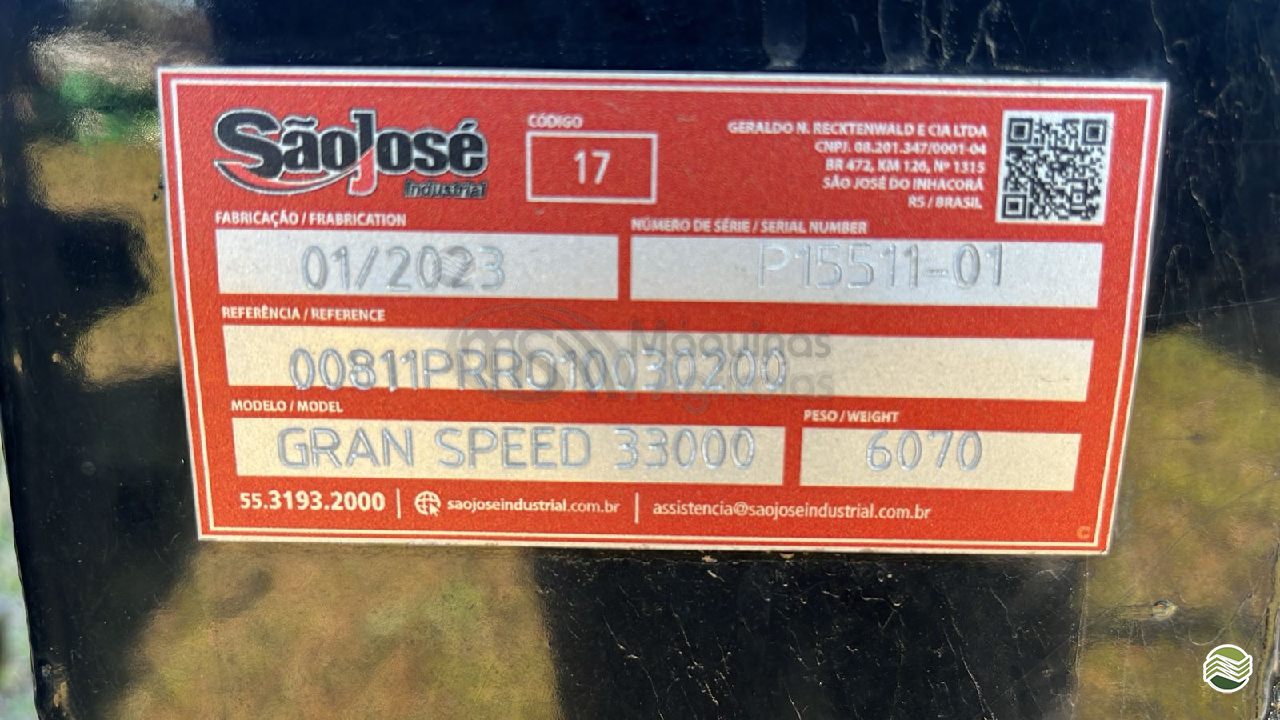 SãoJosé
Industrial
CÓDIGO
17
GERALDO N. RECKTENWALD E CIA LTDA
CNPJ. 08.201.347/0001-04
BR 472, KM 126, Nº 1315
SÃO JOSÉ DO INHACORÁ
RS / BRASIL
FABRICAÇÃO / FRABRICATION
NÚMERO DE SÉRIE / SERIAL NUMBER
01/2023
P15511-01
REFERÊNCIA / REFERENCE
00811PRRD10030200
MS Máquinas
Agrícolas
MODELO / MODEL
PESO / WEIGHT
GRAN SPEED 33000
6070
55.3193.2000 | saojoseindustrial.com.br | assistencia@saojoseindustrial.com.br